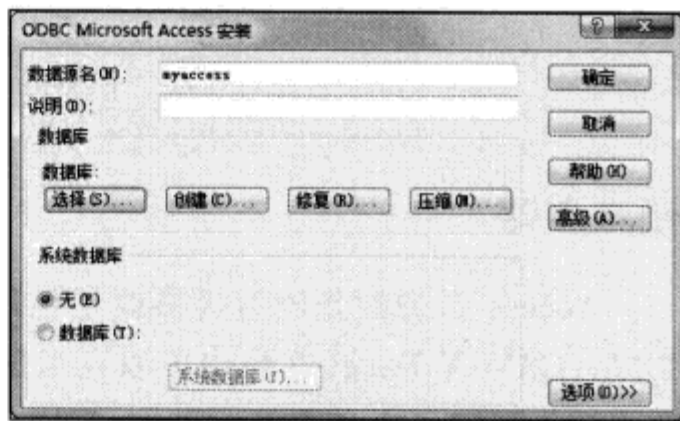 ODBC Microsoft Access 安装
数据源名(N): myaccess
确定
说明(D):
取消
数据库
数据库:
帮助(H)
选择(S)... 创建(C)... 修复(R)... 压缩(M)...
高级(A)...
系统数据库
无(E)
数据库(T):
系统数据库(Y)...
选项(O)>>